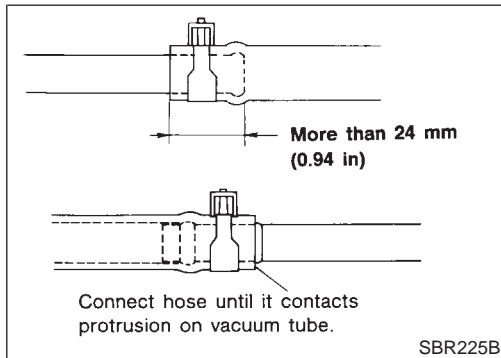 More than 24 mm
(0.94 in)
Connect hose until it contacts
protrusion on vacuum tube.
SBR225B